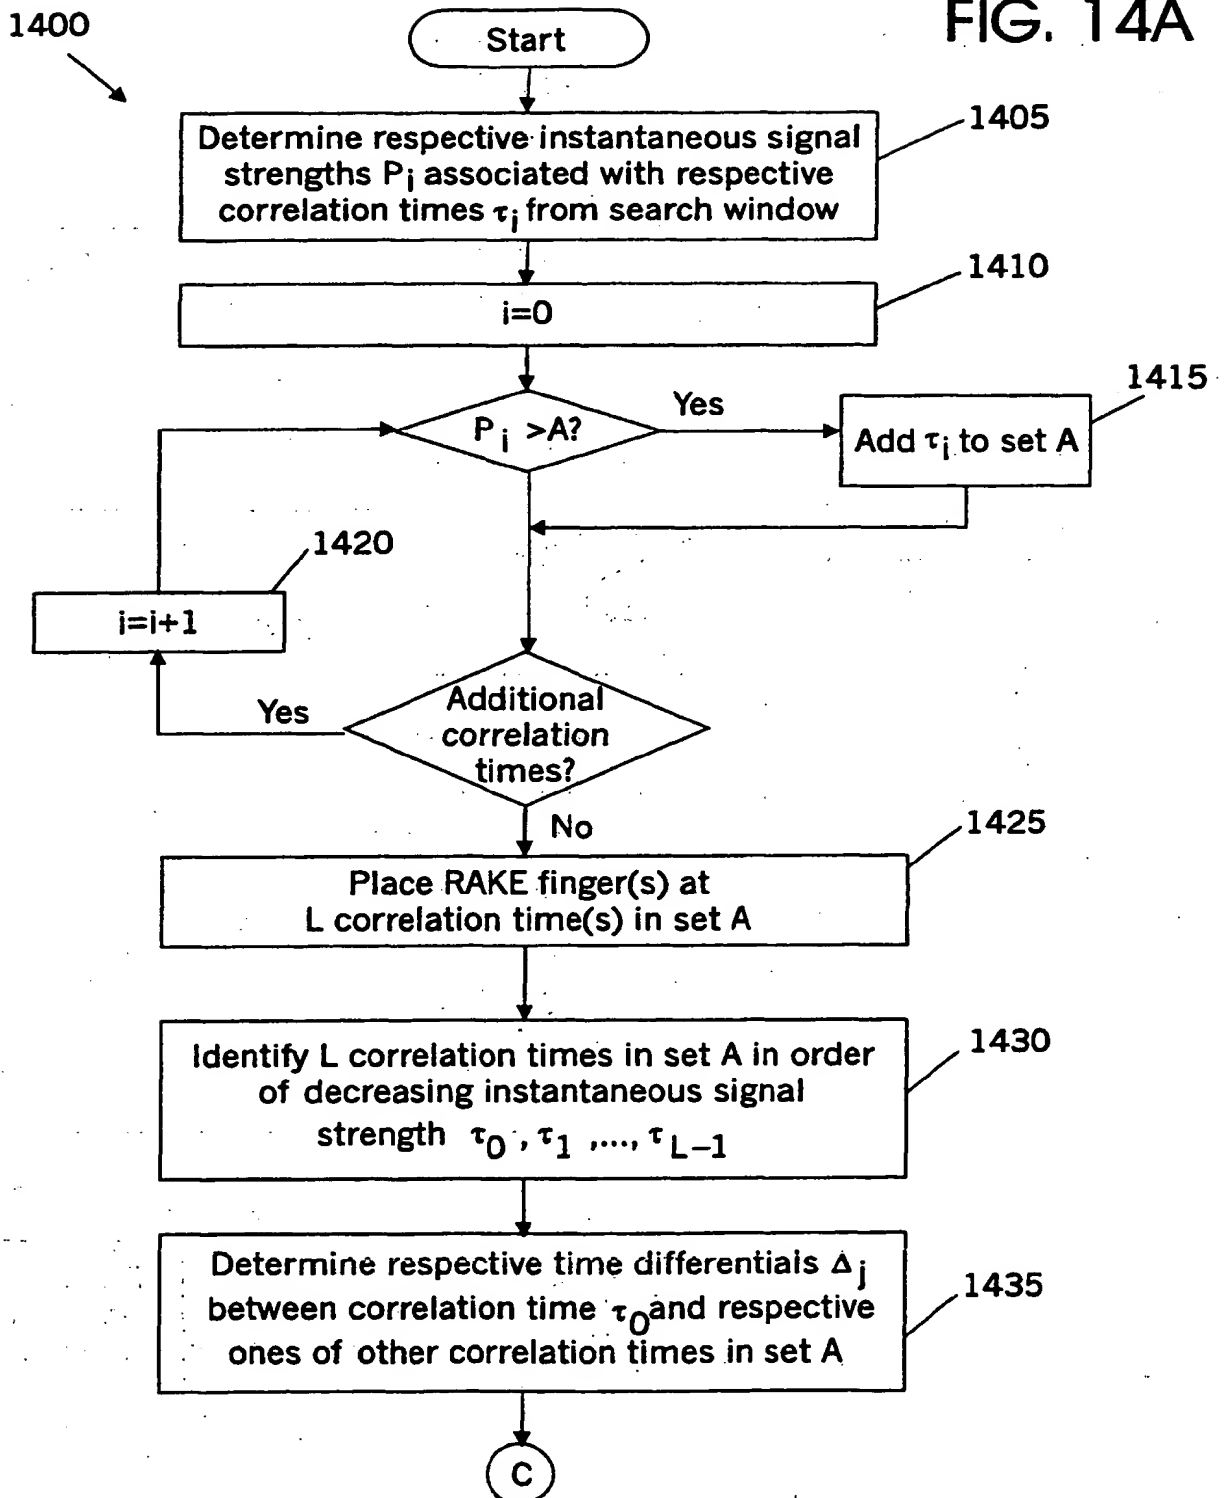 1400
Start
FIG. 14A
Determine respective instantaneous signal
strengths Pi associated with respective
correlation times τi from search window
1405
i=0
1410
Pi >A?
Yes
Add τi to set A
1415
i=i+1
1420
Additional
correlation
times?
Yes
No
Place RAKE finger(s) at
L correlation time(s) in set A
1425
Identify L correlation times in set A in order
of decreasing instantaneous signal
strength τ0 , τ1 ,..., τL-1
1430
Determine respective time differentials Δj
between correlation time τ0 and respective
ones of other correlation times in set A
1435
C